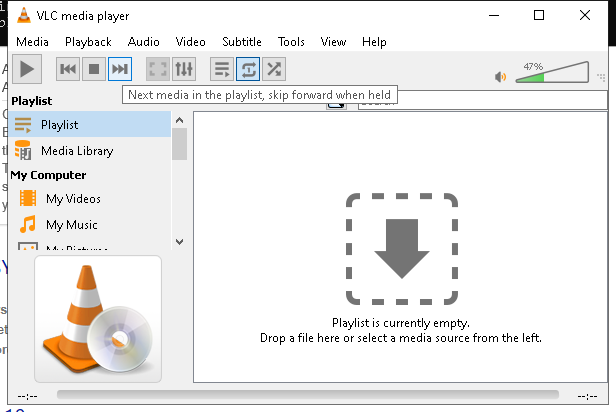 VLC media player
Media Playback Audio Video Subtitle Tools View Help
47%
Next media in the playlist, skip forward when held
Playlist
Playlist
Media Library
My Computer
My Videos
My Music
My Pictures
Playlist is currently empty.
Drop a file here or select a media source from the left.
--:-- --:--